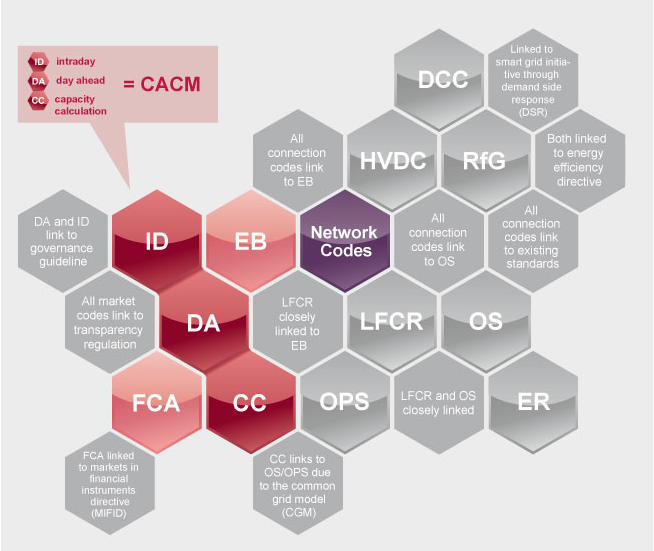 ID intraday
DA day ahead
CC capacity
calculation
= CACM
DCC
Linked to
smart grid initia-
tive through
demand side
response
(DSR)
All
connection
codes link
to EB
HVDC
RfG
Both linked
to energy
efficiency
directive
DA and ID
link to
governance
guideline
ID
EB
Network
Codes
All
connection
codes link
to OS
All
connection
codes link
to existing
standards
All market
codes link to
transparency
regulation
DA
LFCR
closely
linked to
EB
LFCR
OS
FCA
CC
OPS
LFCR and OS
closely linked
ER
FCA linked
to markets in
financial
instruments
directive
(MIFID)
CC links to
OS/OPS due
to the common
grid model
(CGM)